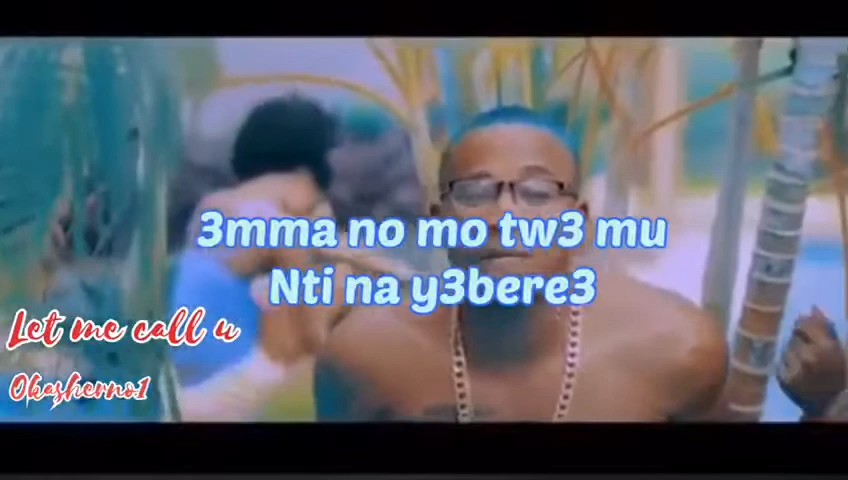 3mma no mo tw3 mu
Nti na y3bere3
Let me call u
Okasherno1